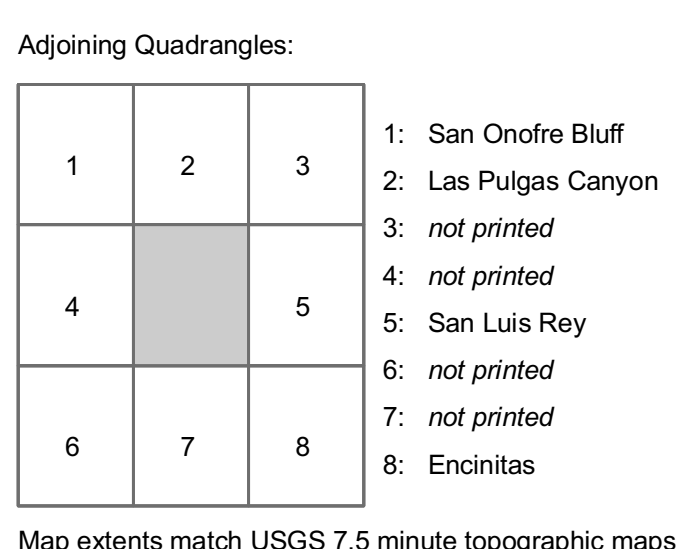 Adjoining Quadrangles:
1 2 3
4 5
6 7 8
1: San Onofre Bluff
2: Las Pulgas Canyon
3: not printed
4: not printed
5: San Luis Rey
6: not printed
7: not printed
8: Encinitas
Map extents match USGS 7.5 minute topographic maps